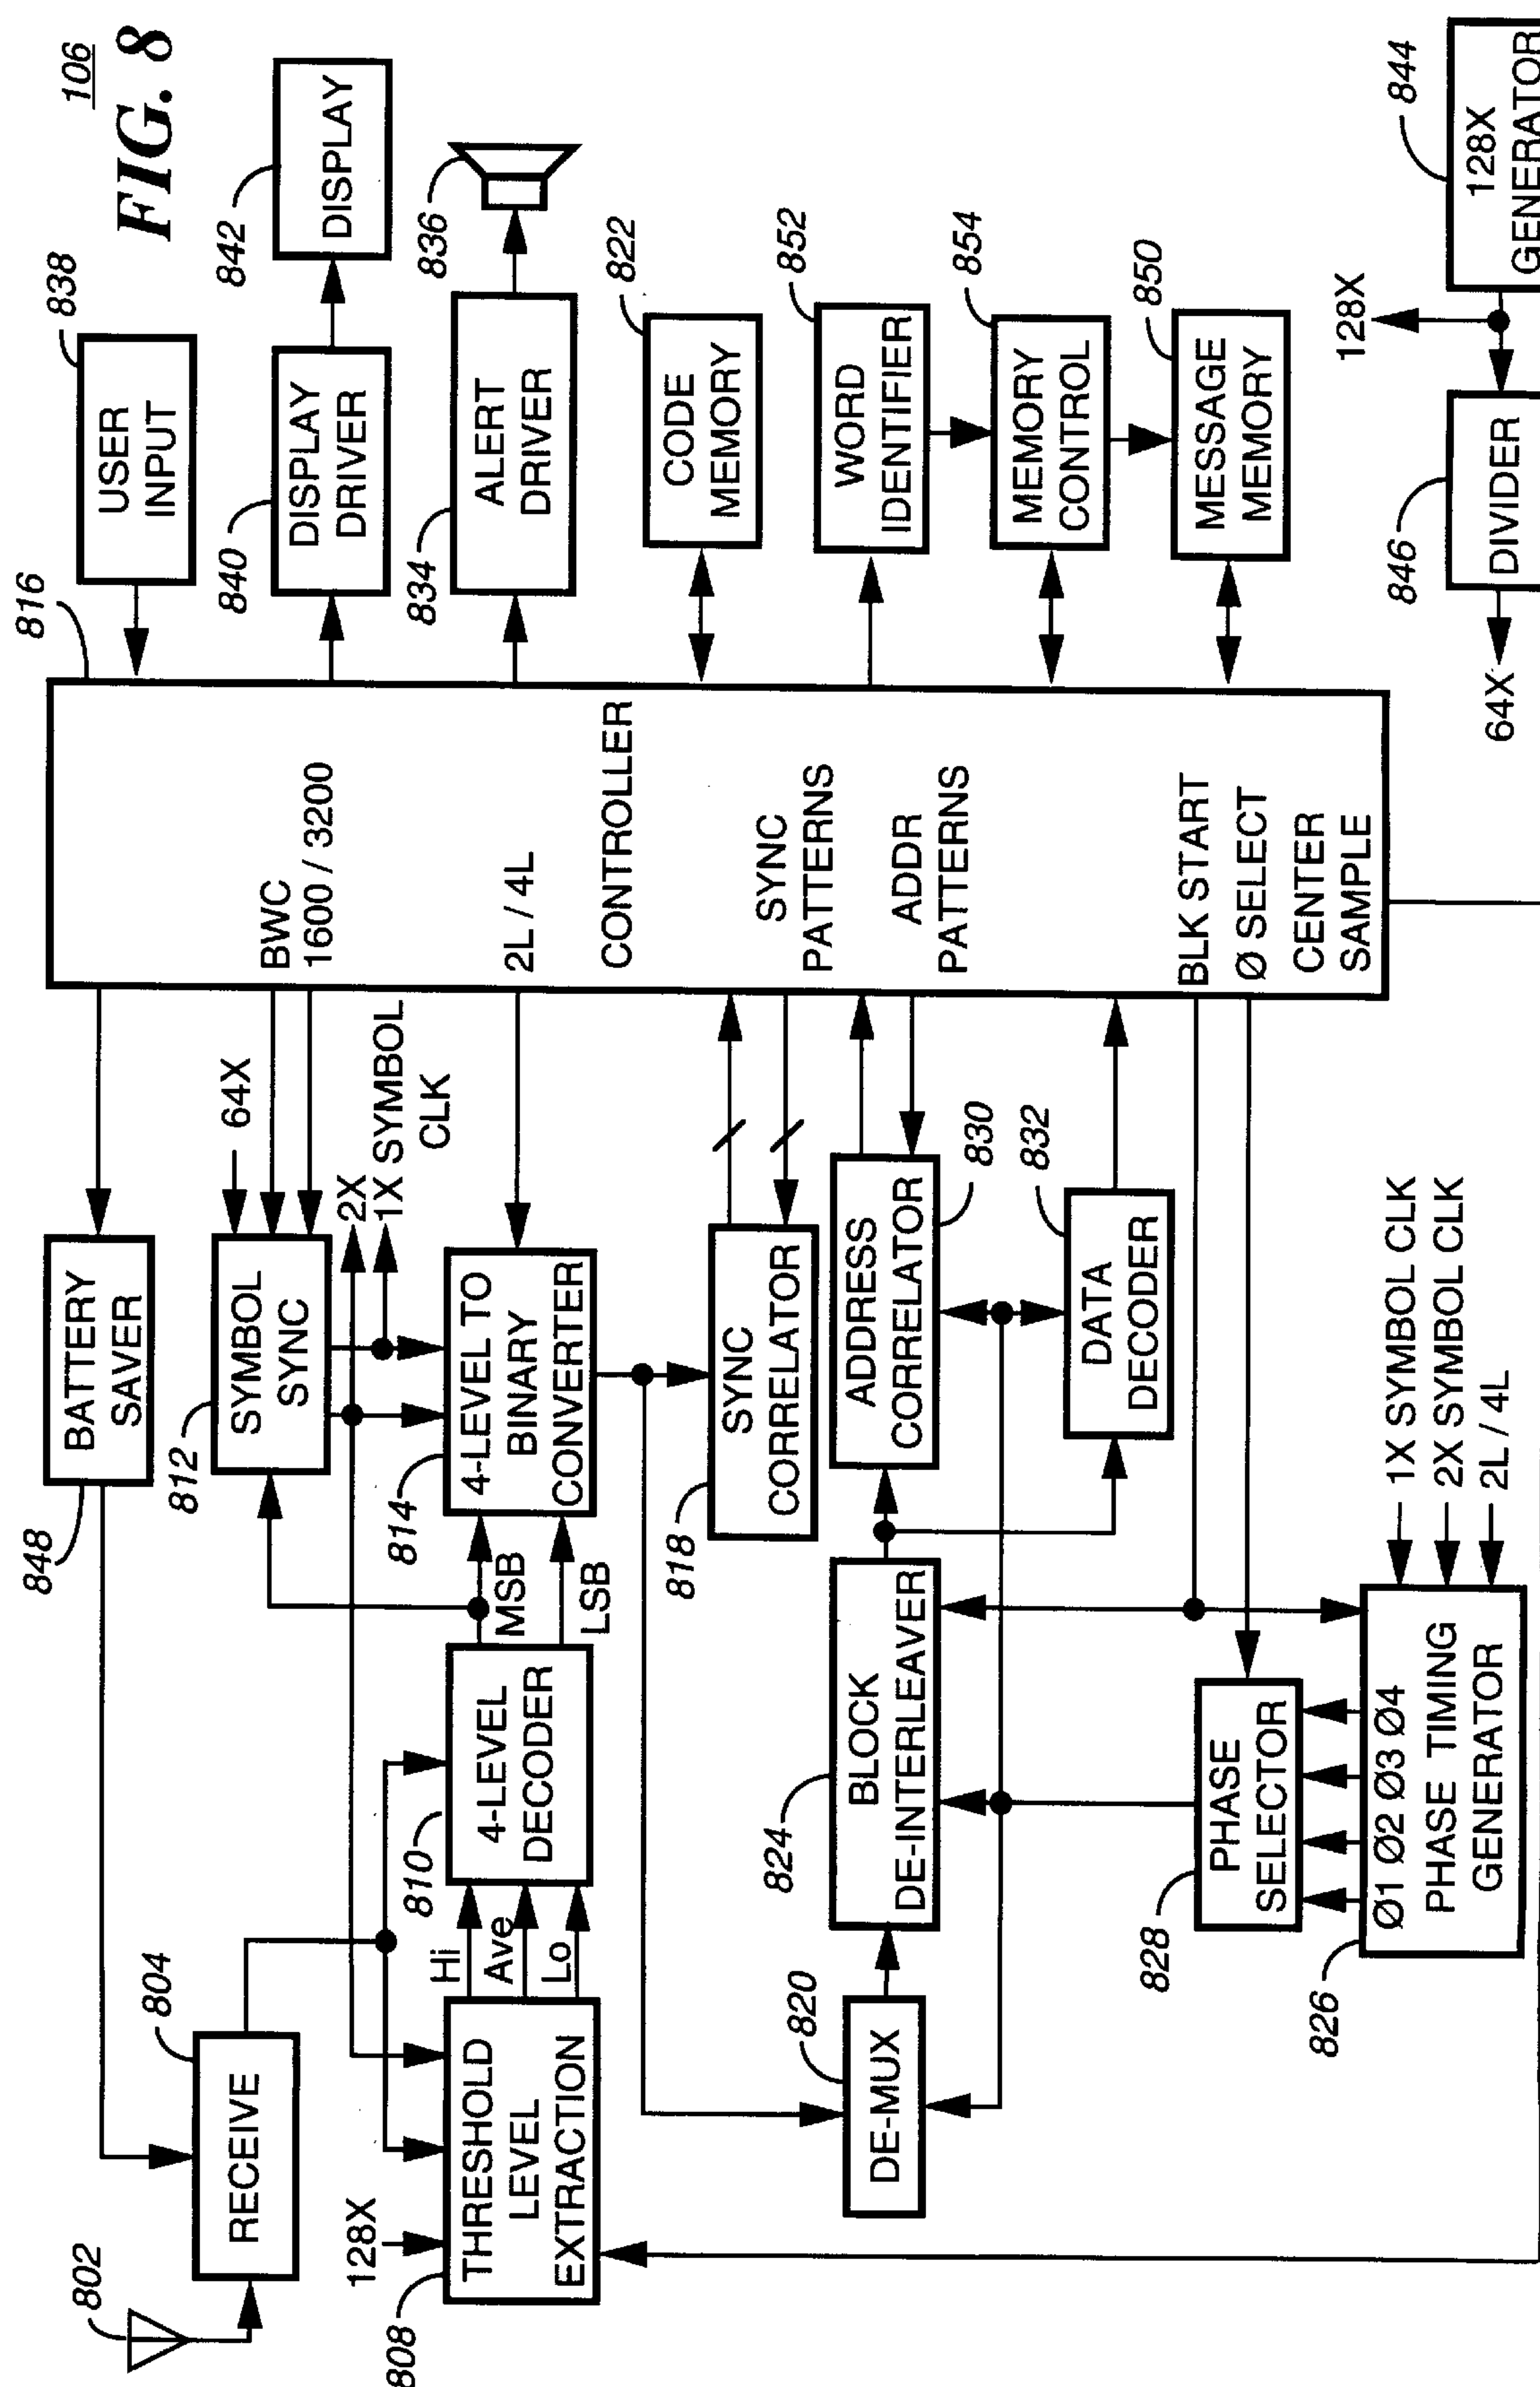 106
FIG. 8
802
804
RECEIVE
848
BATTERY
SAVER
816
838
USER
INPUT
812
SYMBOL
SYNC
64X
BWC
1600 / 3200
2X
1X SYMBOL
CLK
840
DISPLAY
DRIVER
842
DISPLAY
128X
808
THRESHOLD
LEVEL
EXTRACTION
Hi
Ave
Lo
810
4-LEVEL
DECODER
MSB
LSB
814
4-LEVEL TO
BINARY
CONVERTER
2L / 4L
CONTROLLER
834
ALERT
DRIVER
836
818
SYNC
CORRELATOR
SYNC
PATTERNS
822
CODE
MEMORY
820
DE-MUX
824
BLOCK
DE-INTERLEAVER
ADDRESS
CORRELATOR
830
ADDR
PATTERNS
852
WORD
IDENTIFIER
832
DATA
DECODER
854
MEMORY
CONTROL
828
PHASE
SELECTOR
BLK START
Ø SELECT
CENTER
SAMPLE
850
MESSAGE
MEMORY
826
Ø1 Ø2 Ø3 Ø4
PHASE TIMING
GENERATOR
1X SYMBOL CLK
2X SYMBOL CLK
2L / 4L
64X
846
DIVIDER
128X
844
128X
GENERATOR